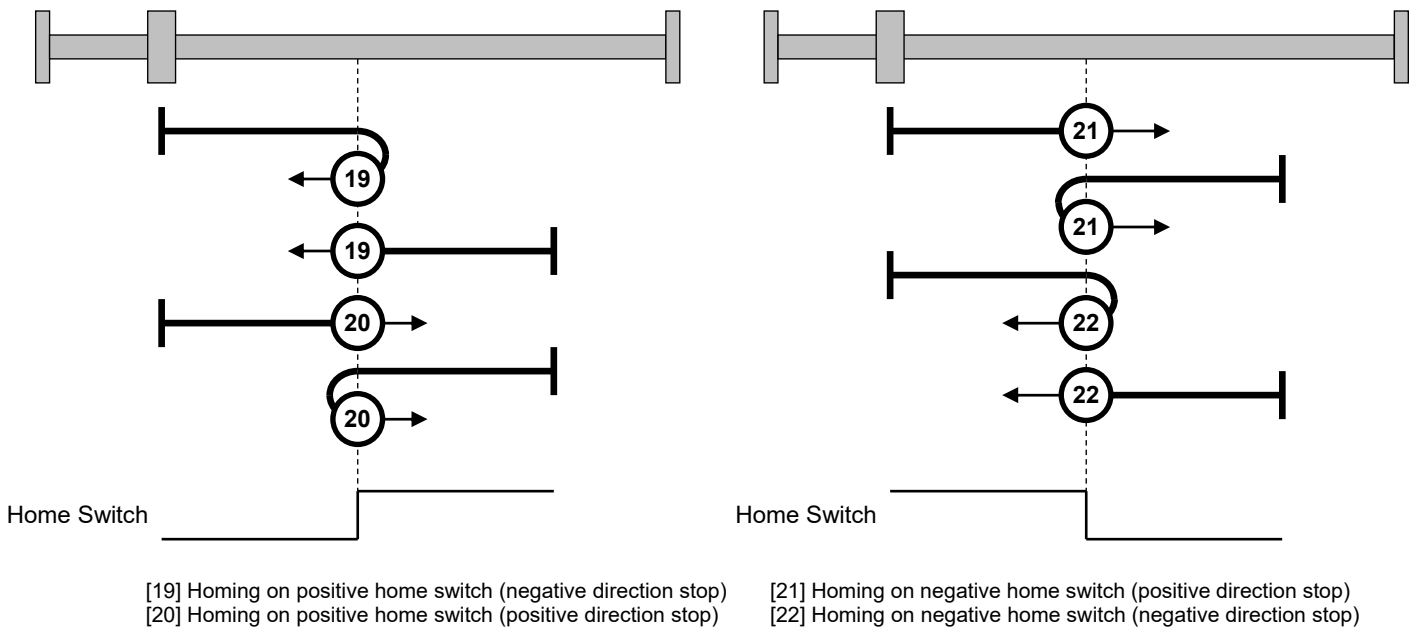 19
19
20
20
Home Switch
[19] Homing on positive home switch (negative direction stop)
[20] Homing on positive home switch (positive direction stop)
21
21
22
22
Home Switch
[21] Homing on negative home switch (positive direction stop)
[22] Homing on negative home switch (negative direction stop)